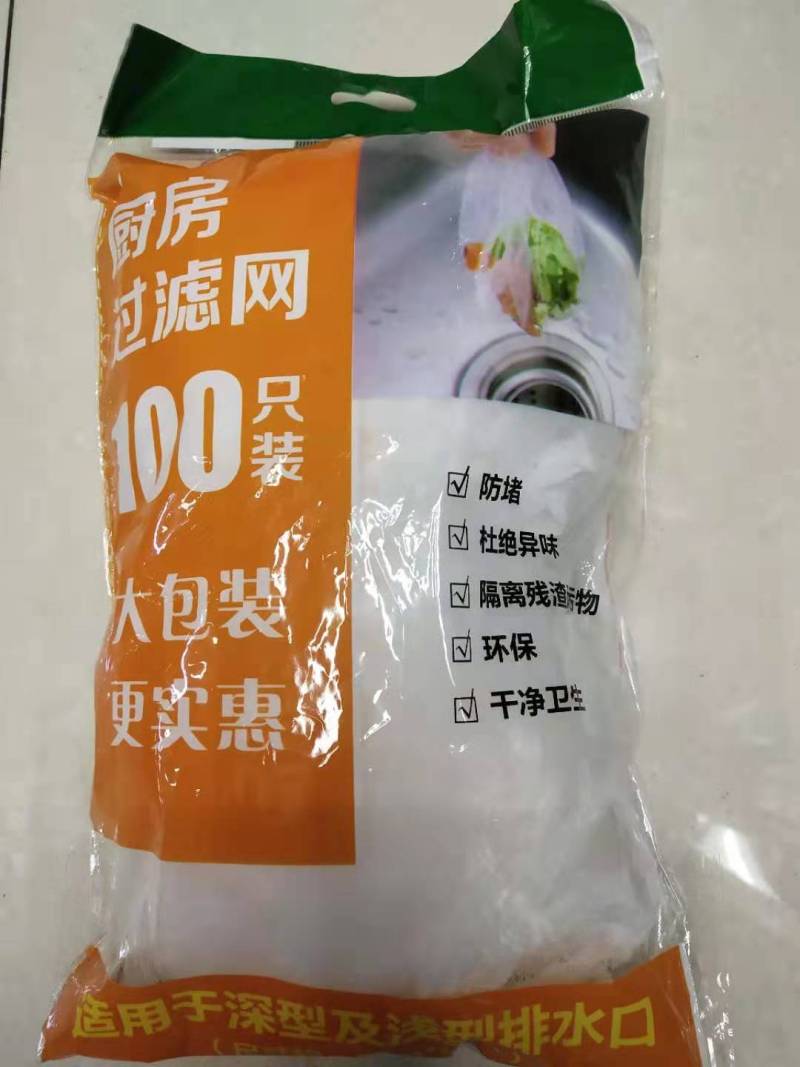 厨房
过滤网
100只装
大包装
更实惠
防堵
杜绝异味
隔离残渣污物
环保
干净卫生
适用于深型及浅型排水口